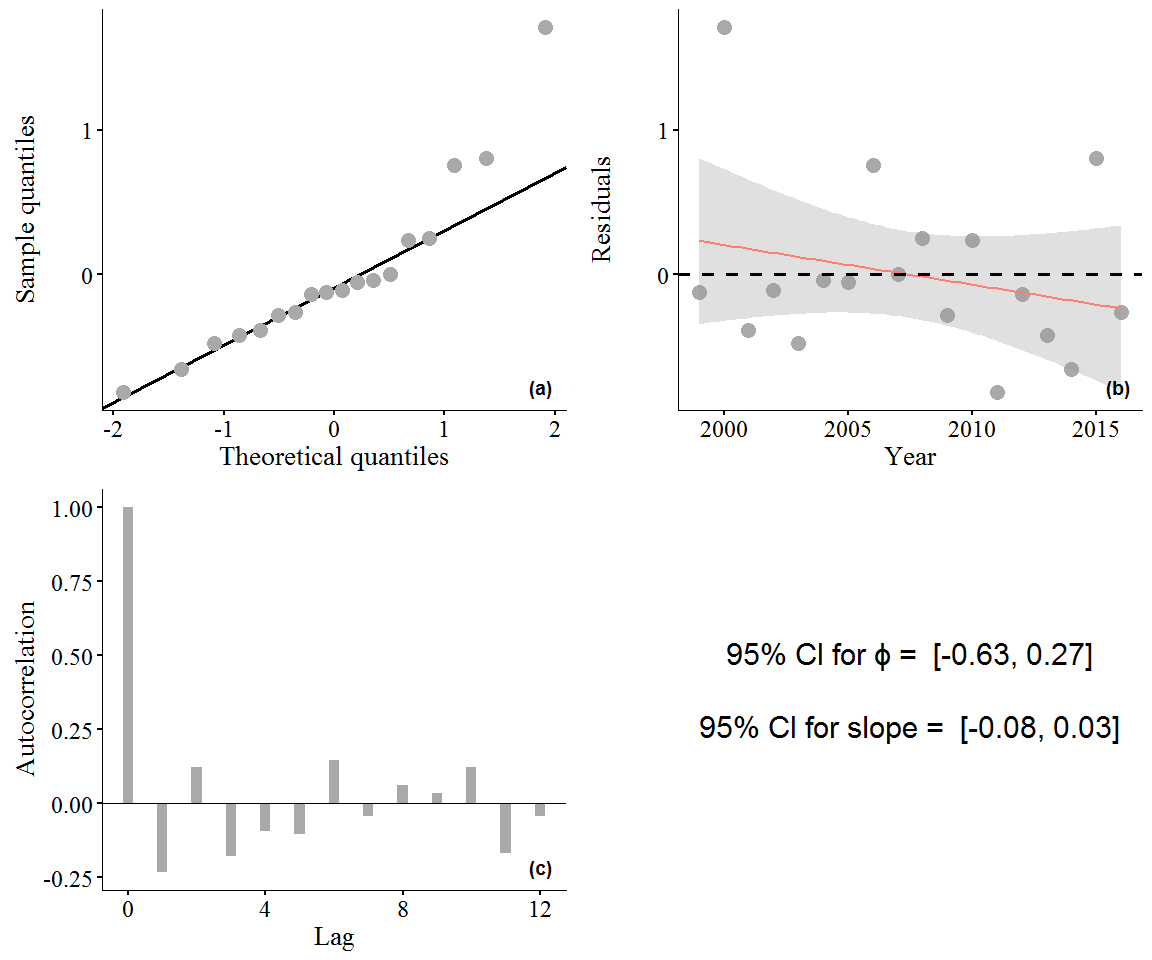 Sample quantiles
1
0
(a)
-2 -1 0 1 2
Theoretical quantiles
Residuals
1
0
(b)
2000 2005 2010 2015
Year
Autocorrelation
1.00
0.75
0.50
0.25
0.00
-0.25
(c)
0 4 8 12
Lag
95% CI for ϕ = [-0.63, 0.27]
95% CI for slope = [-0.08, 0.03]